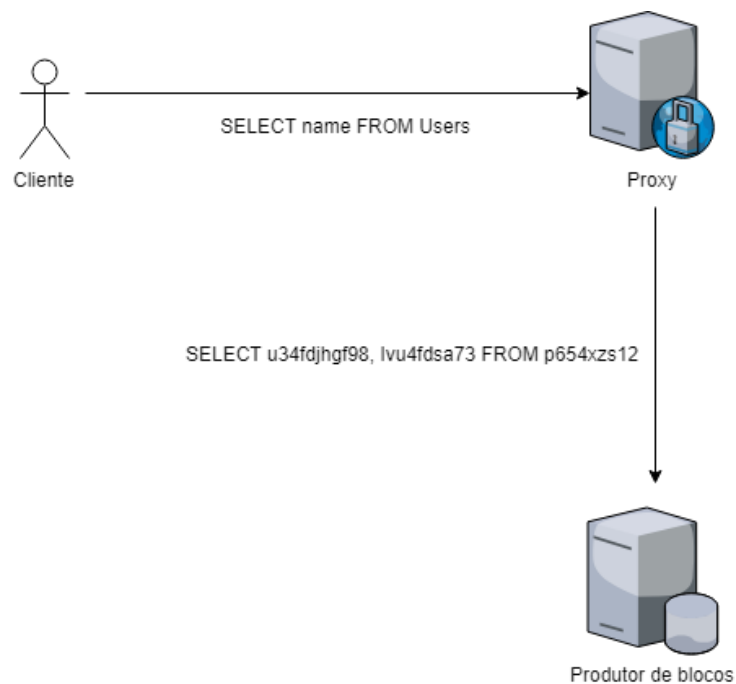 SELECT name FROM Users
Cliente
Proxy
SELECT u34fdjhgf98, lvu4fdsa73 FROM p654xzs12
Produtor de blocos